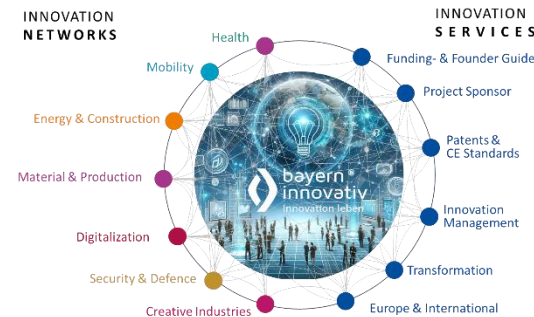 INNOVATION
NETWORKS
INNOVATION
SERVICES
Health
Mobility
Energy & Construction
Material & Production
Digitalization
Security & Defence
Creative Industries
Funding- & Founder Guide
Project Sponsor
Patents &
CE Standards
Innovation
Management
Transformation
Europe & International
bayern
innovativ
innovation leben